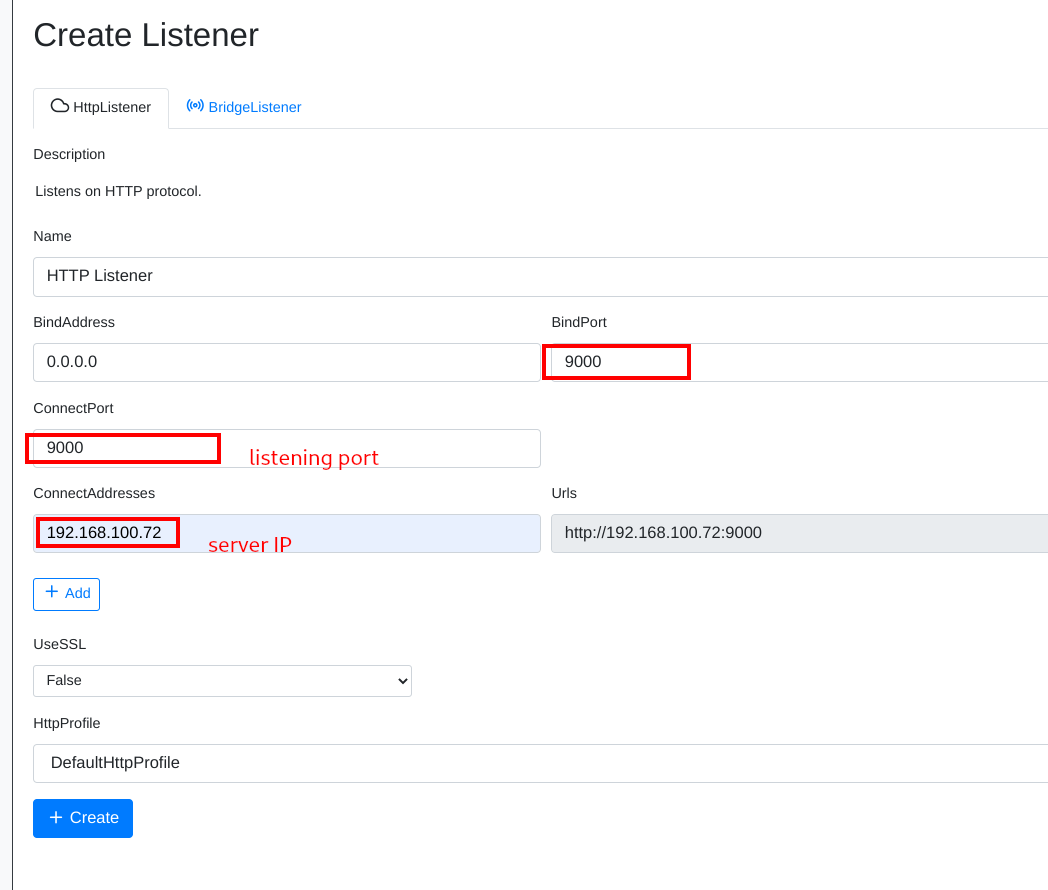 Create Listener
HttpListener BridgeListener
Description
Listens on HTTP protocol.
Name
HTTP Listener
BindAddress BindPort
0.0.0.0 9000
ConnectPort
9000 listening port
ConnectAddresses Urls
192.168.100.72 server IP http://192.168.100.72:9000
Add
UseSSL
False
HttpProfile
DefaultHttpProfile
Create